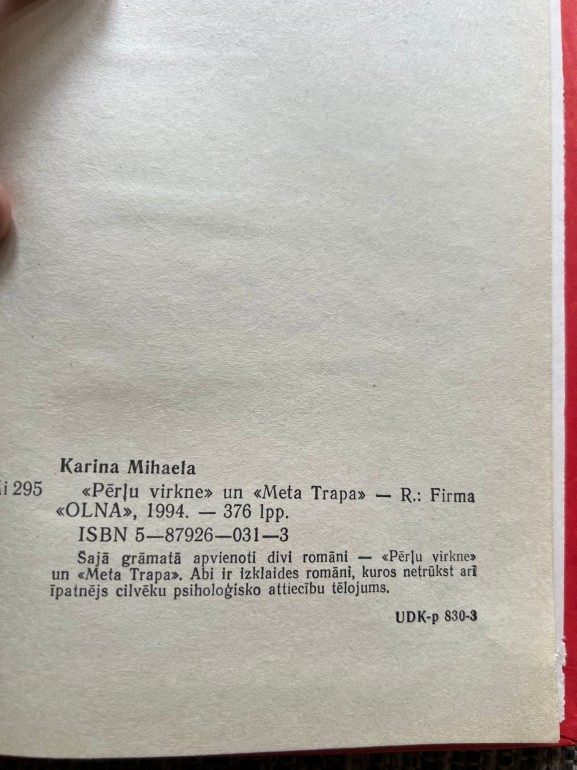 Karina Mihaela
i 295 «Pērļu virkne» un «Meta Trapa» — R.: Firma
«OLNA», 1994. — 376 lpp.
ISBN 5—87926—031—3
Šajā grāmatā apvienoti divi romāni — «Pērļu virkne»
un «Meta Trapa». Abi ir izklaides romāni, kuros netrūkst arī
īpatnējs cilvēku psiholoģisko attiecību tēlojums.
UDK-p 830-3